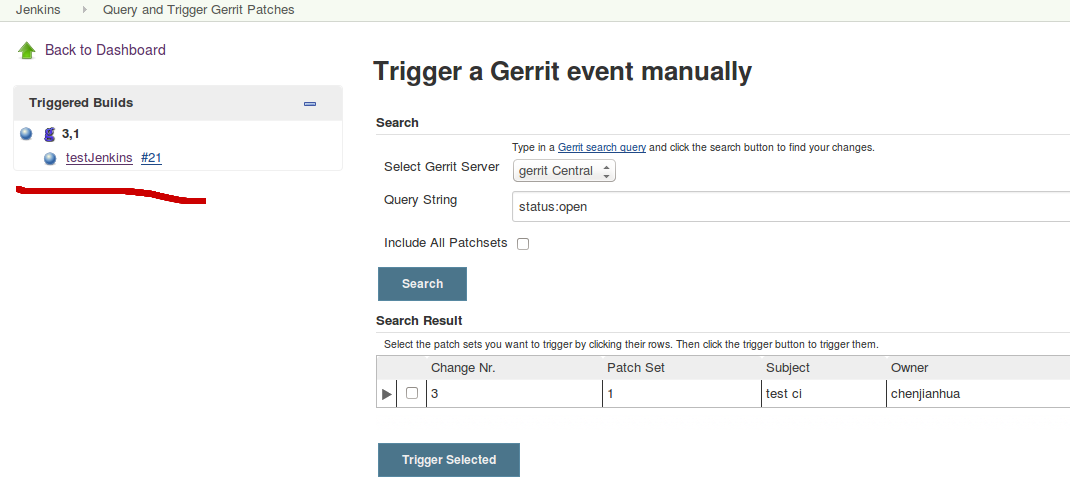 Jenkins Query and Trigger Gerrit Patches
Back to Dashboard
Triggered Builds
3,1
testJenkins #21
Trigger a Gerrit event manually
Search
Type in a Gerrit search query and click the search button to find your changes.
Select Gerrit Server gerrit Central
Query String status:open
Include All Patchsets
Search
Search Result
Select the patch sets you want to trigger by clicking their rows. Then click the trigger button to trigger them.
Change Nr. Patch Set Subject Owner
3 1 test ci chenjianhua
Trigger Selected